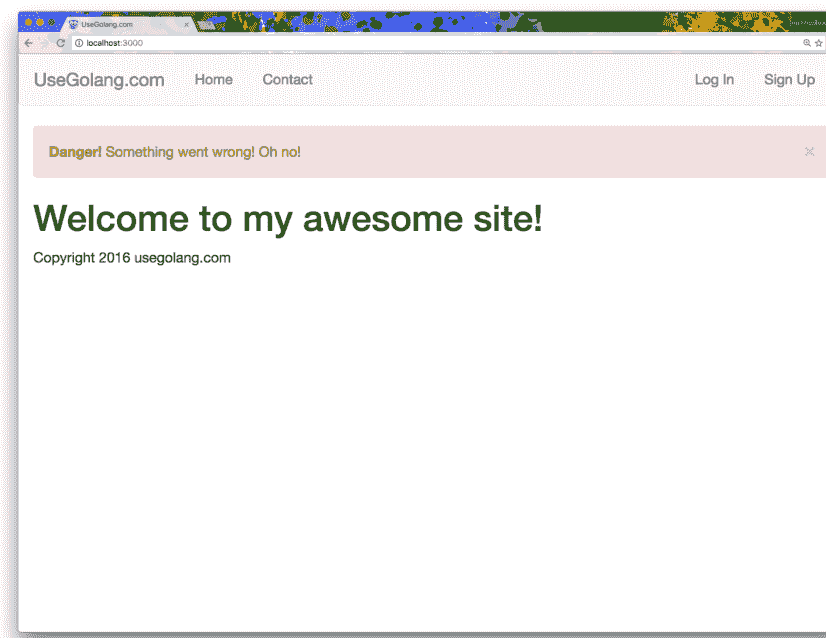 UseGolang.com
localhost:3000
UseGolang.com Home Contact Log In Sign Up
Danger! Something went wrong! Oh no! ×
Welcome to my awesome site!
Copyright 2016 usegolang.com